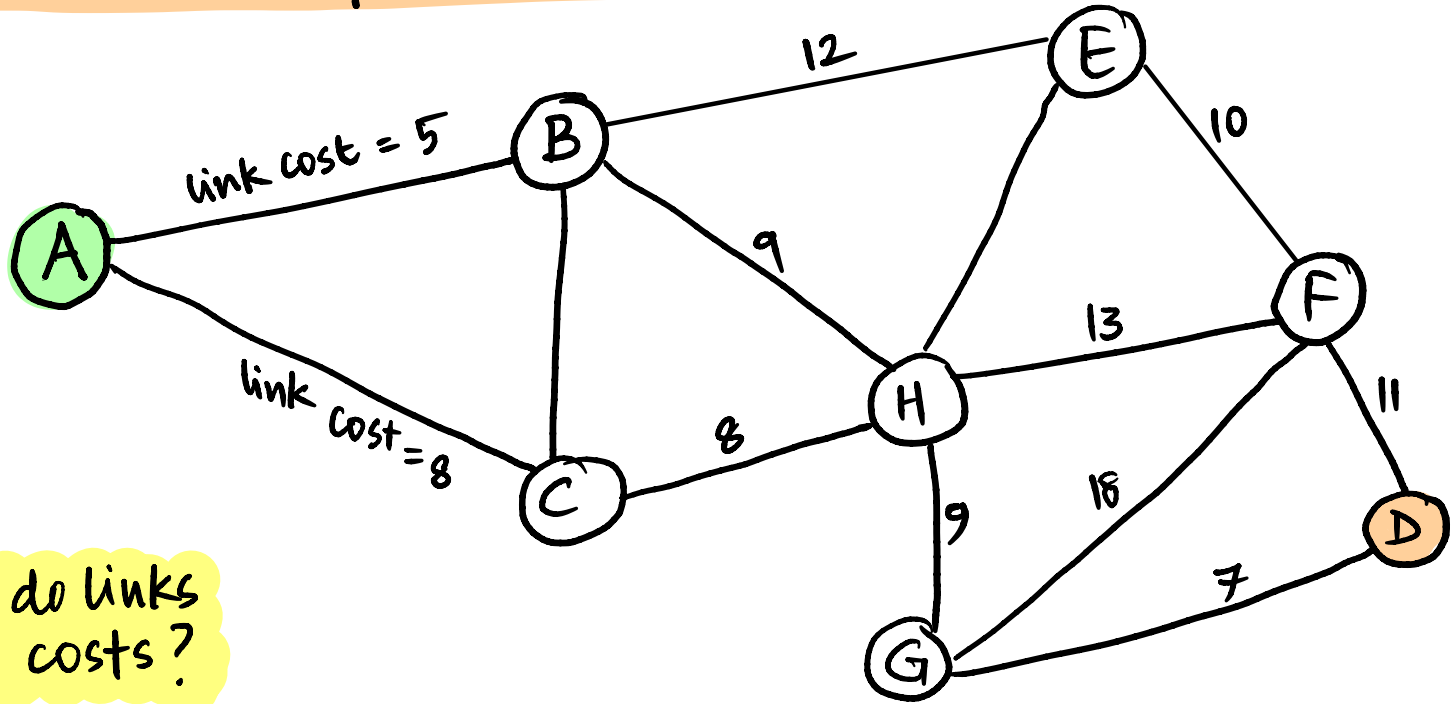 12
E
link cost = 5
B
10
A
9
F
13
link cost = 8
H
11
8
C
18
9
D
do links
costs?
7
G